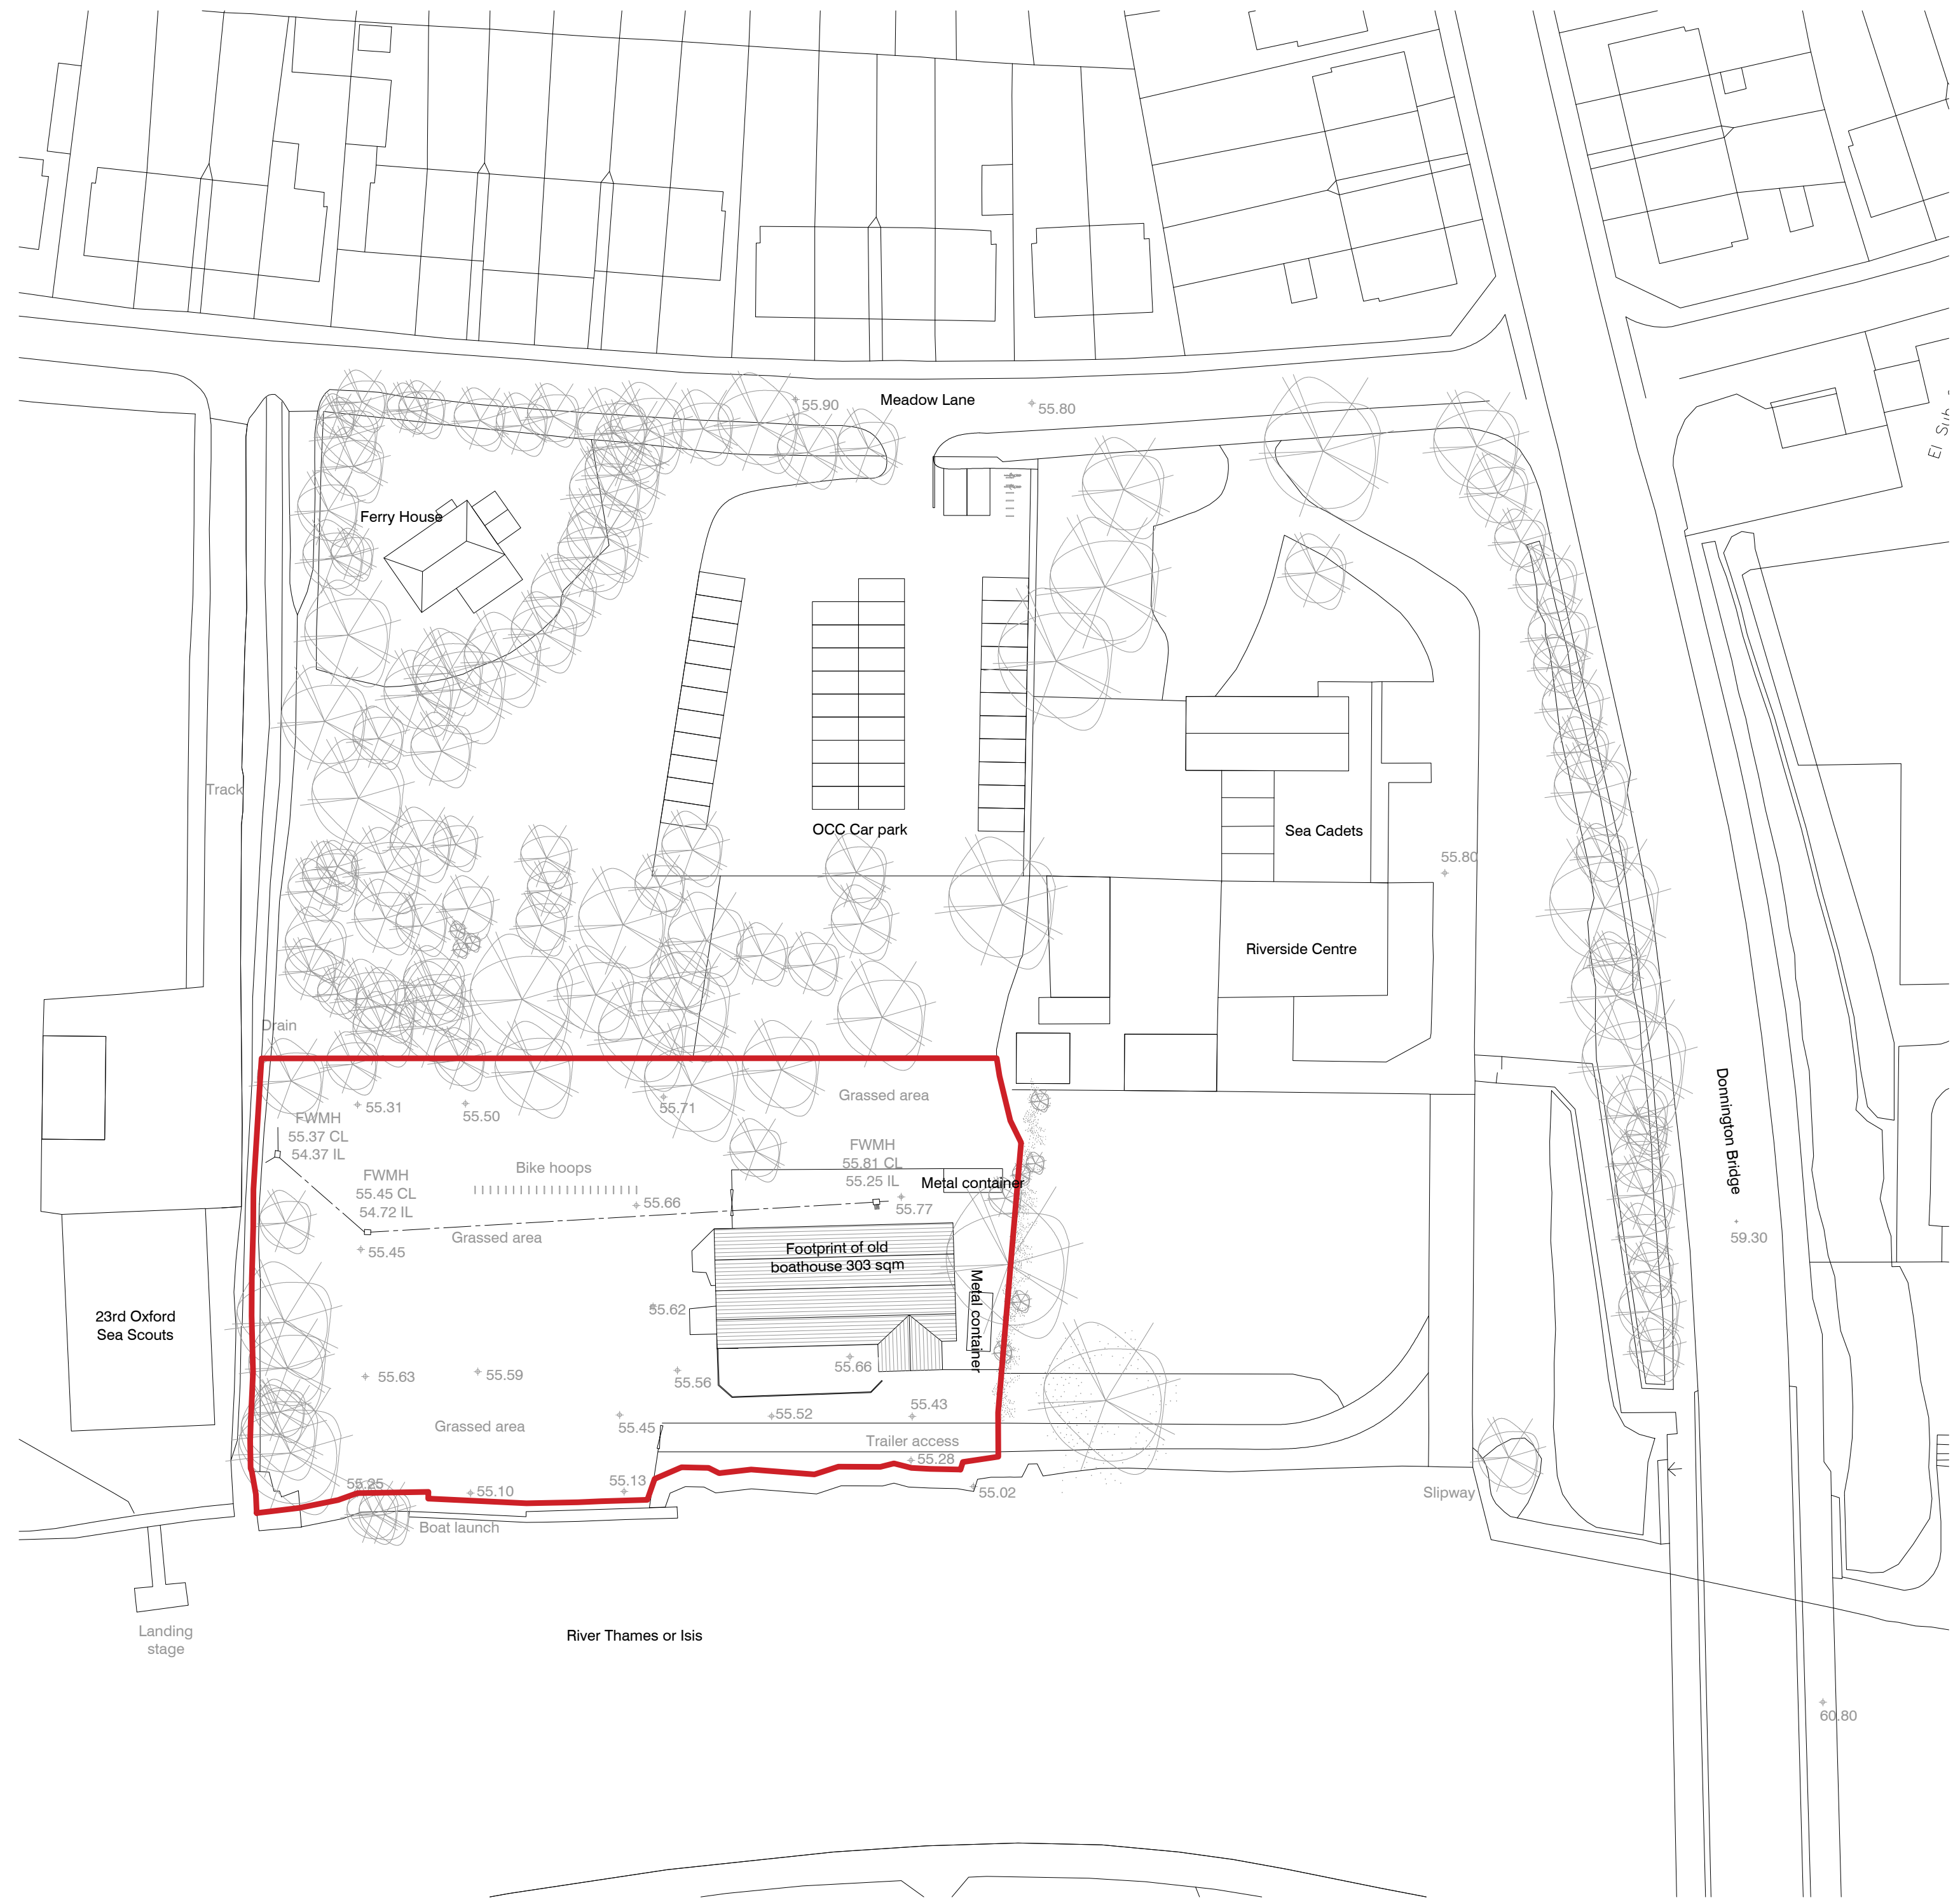 55.90
Meadow Lane
55.80
El Sub
Ferry House
Track
OCC Car park
Sea Cadets
55.80
Riverside Centre
Drain
Grassed area
55.31
55.50
55.71
FWMH
55.37 CL
54.37 IL
FWMH
55.81 CL
55.25 IL
Bike hoops
FWMH
55.45 CL
54.72 IL
Metal container
55.66
55.77
Donnington Bridge
59.30
Grassed area
55.45
Footprint of old
boathouse 303 sqm
Metal container
55.62
23rd Oxford
Sea Scouts
55.66
55.63
55.59
55.56
55.43
55.52
Grassed area
55.45
Trailer access
55.28
55.25
55.10
55.13
55.02
Slipway
Boat launch
Landing
stage
River Thames or Isis
60.80